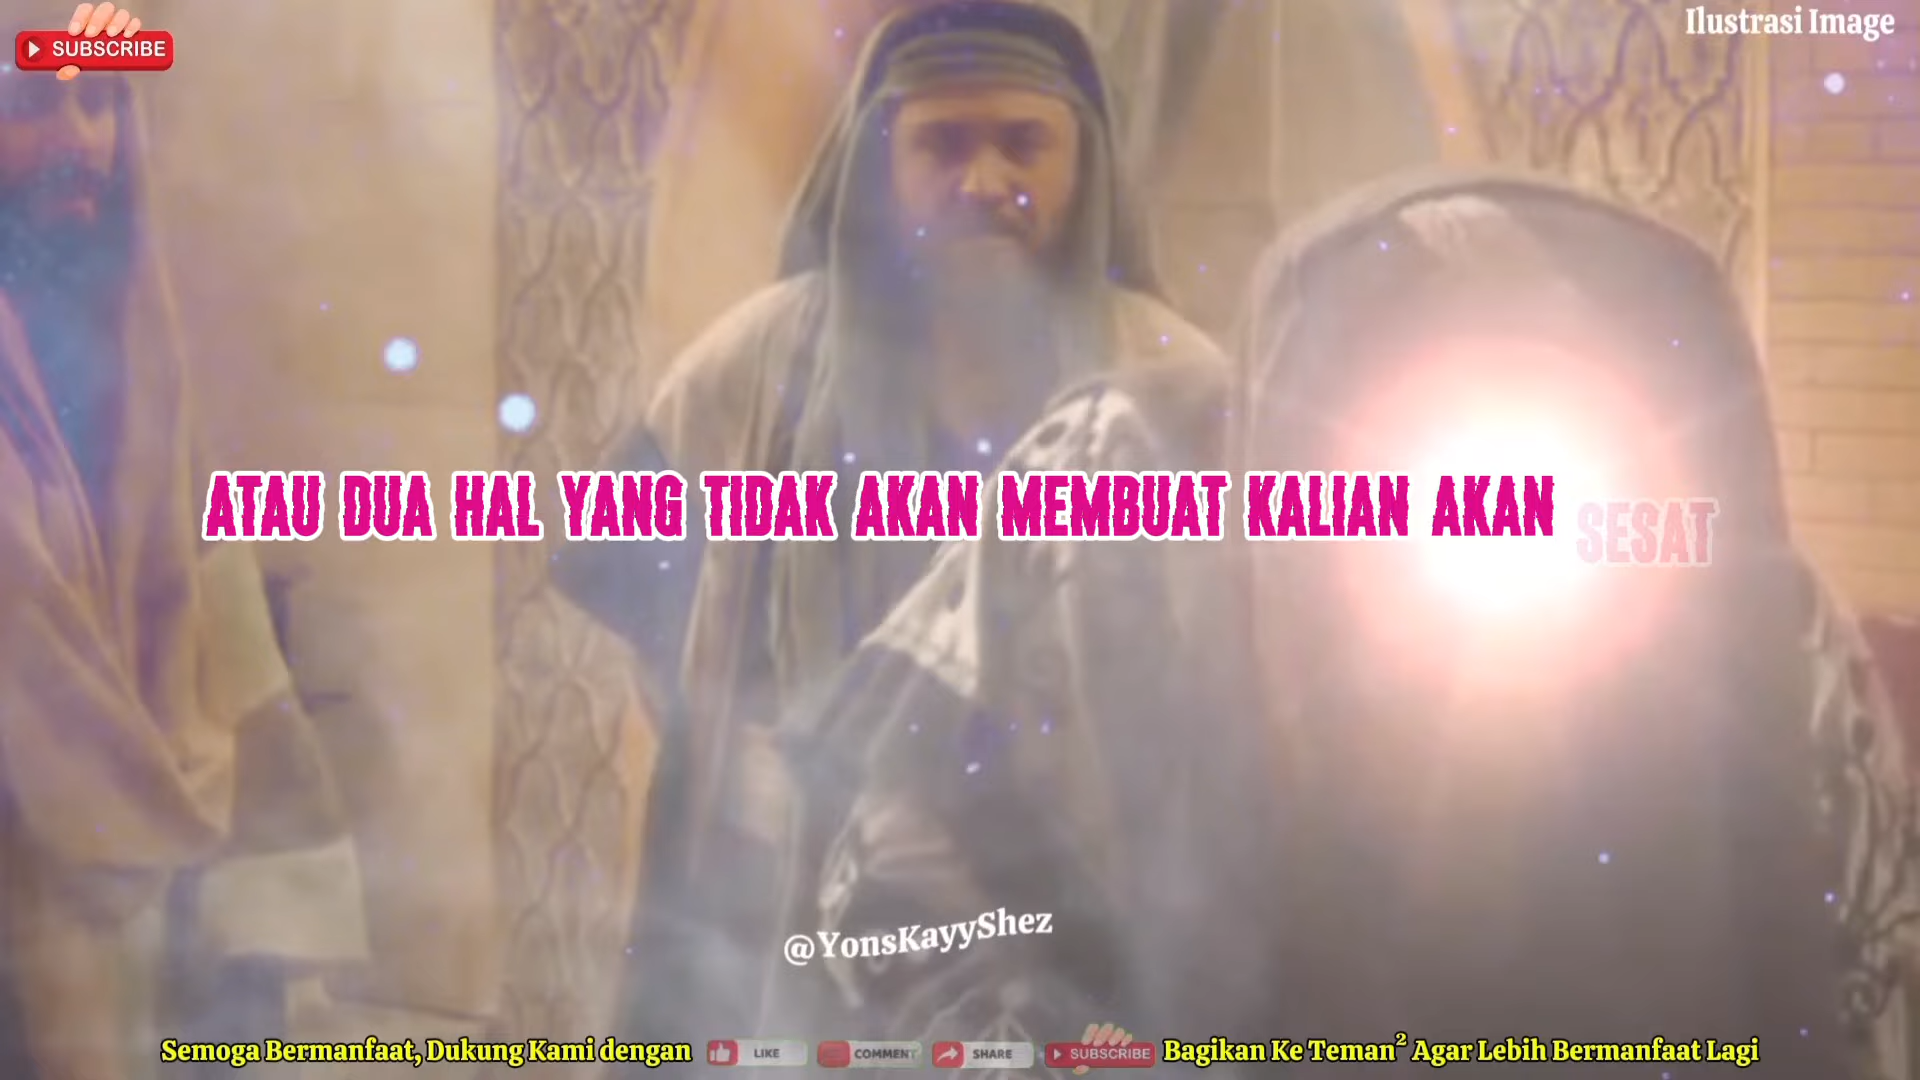 SUBSCRIBE
Ilustrasi Image
ATAU DUA HAL YANG TIDAK AKAN MEMBUAT KALIAN AKAN SESAT
@YonsKayyShez
Semoga Bermanfaat, Dukung Kami dengan LIKE COMMENT SHARE SUBSCRIBE Bagikan Ke Teman² Agar Lebih Bermanfaat Lagi